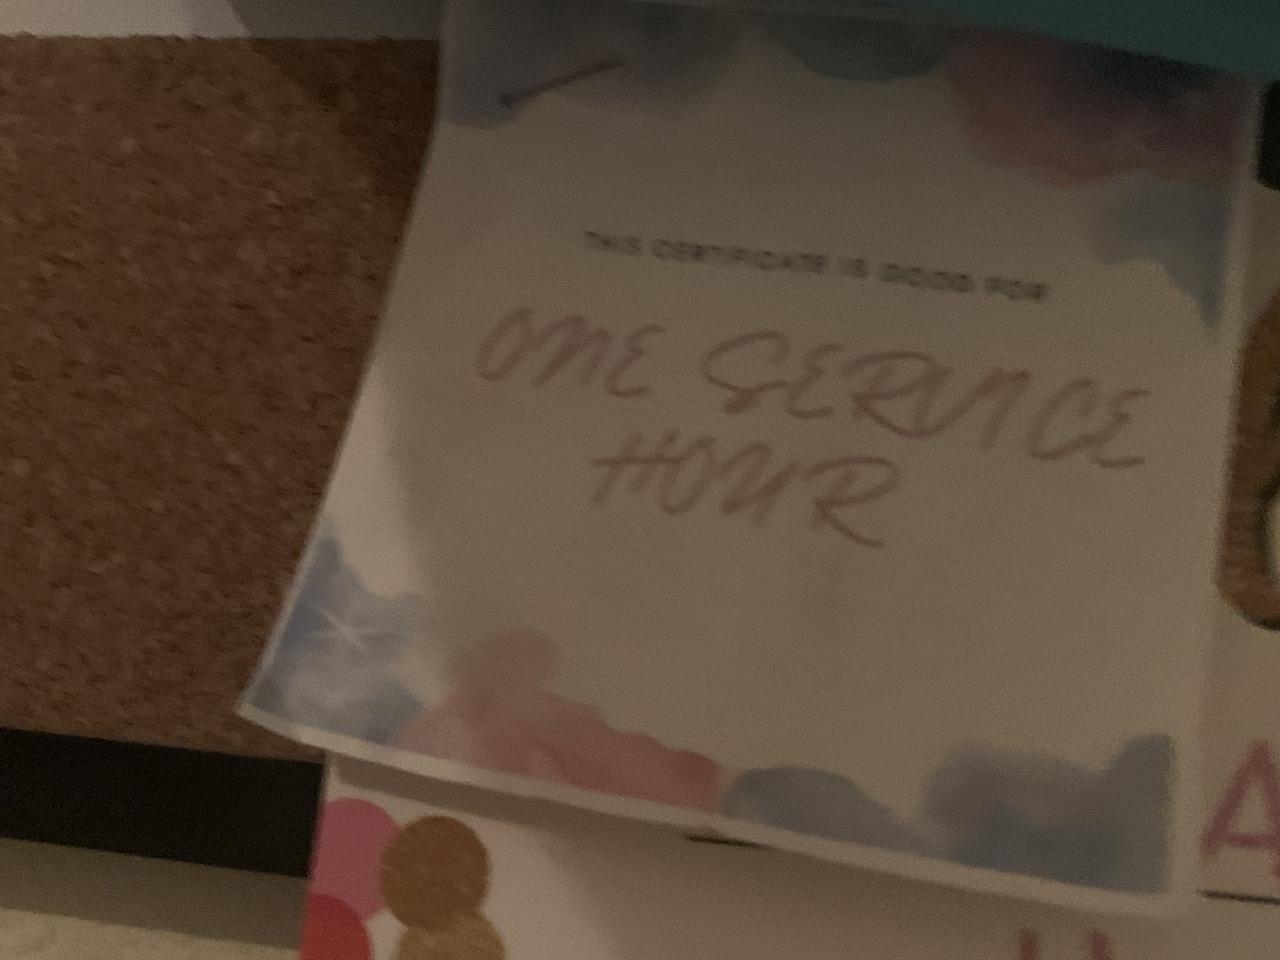 THIS CERTIFICATE IS GOOD FOR
ONE SERVICE
HOUR
A